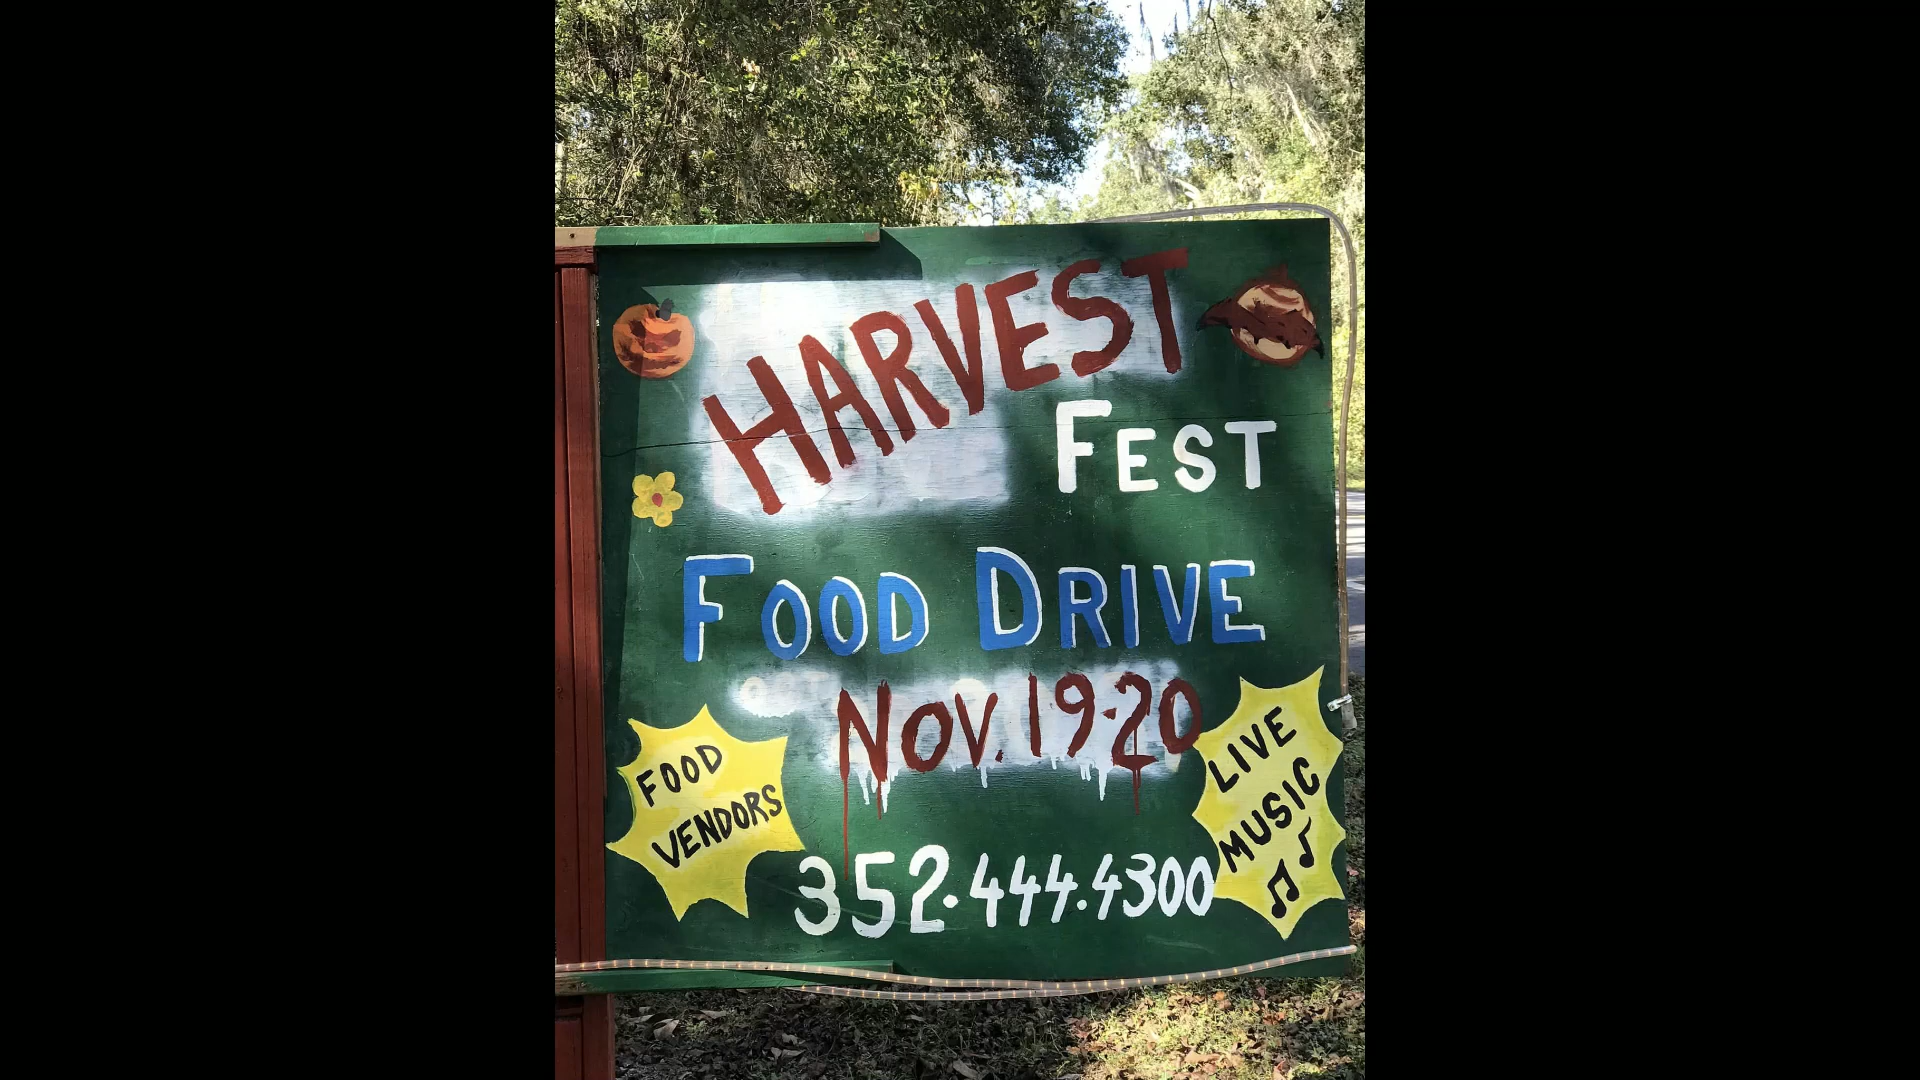 HARVEST
FEST
FOOD DRIVE
NOV. 19-20
FOOD
VENDORS
LIVE
MUSIC
352.444.4300